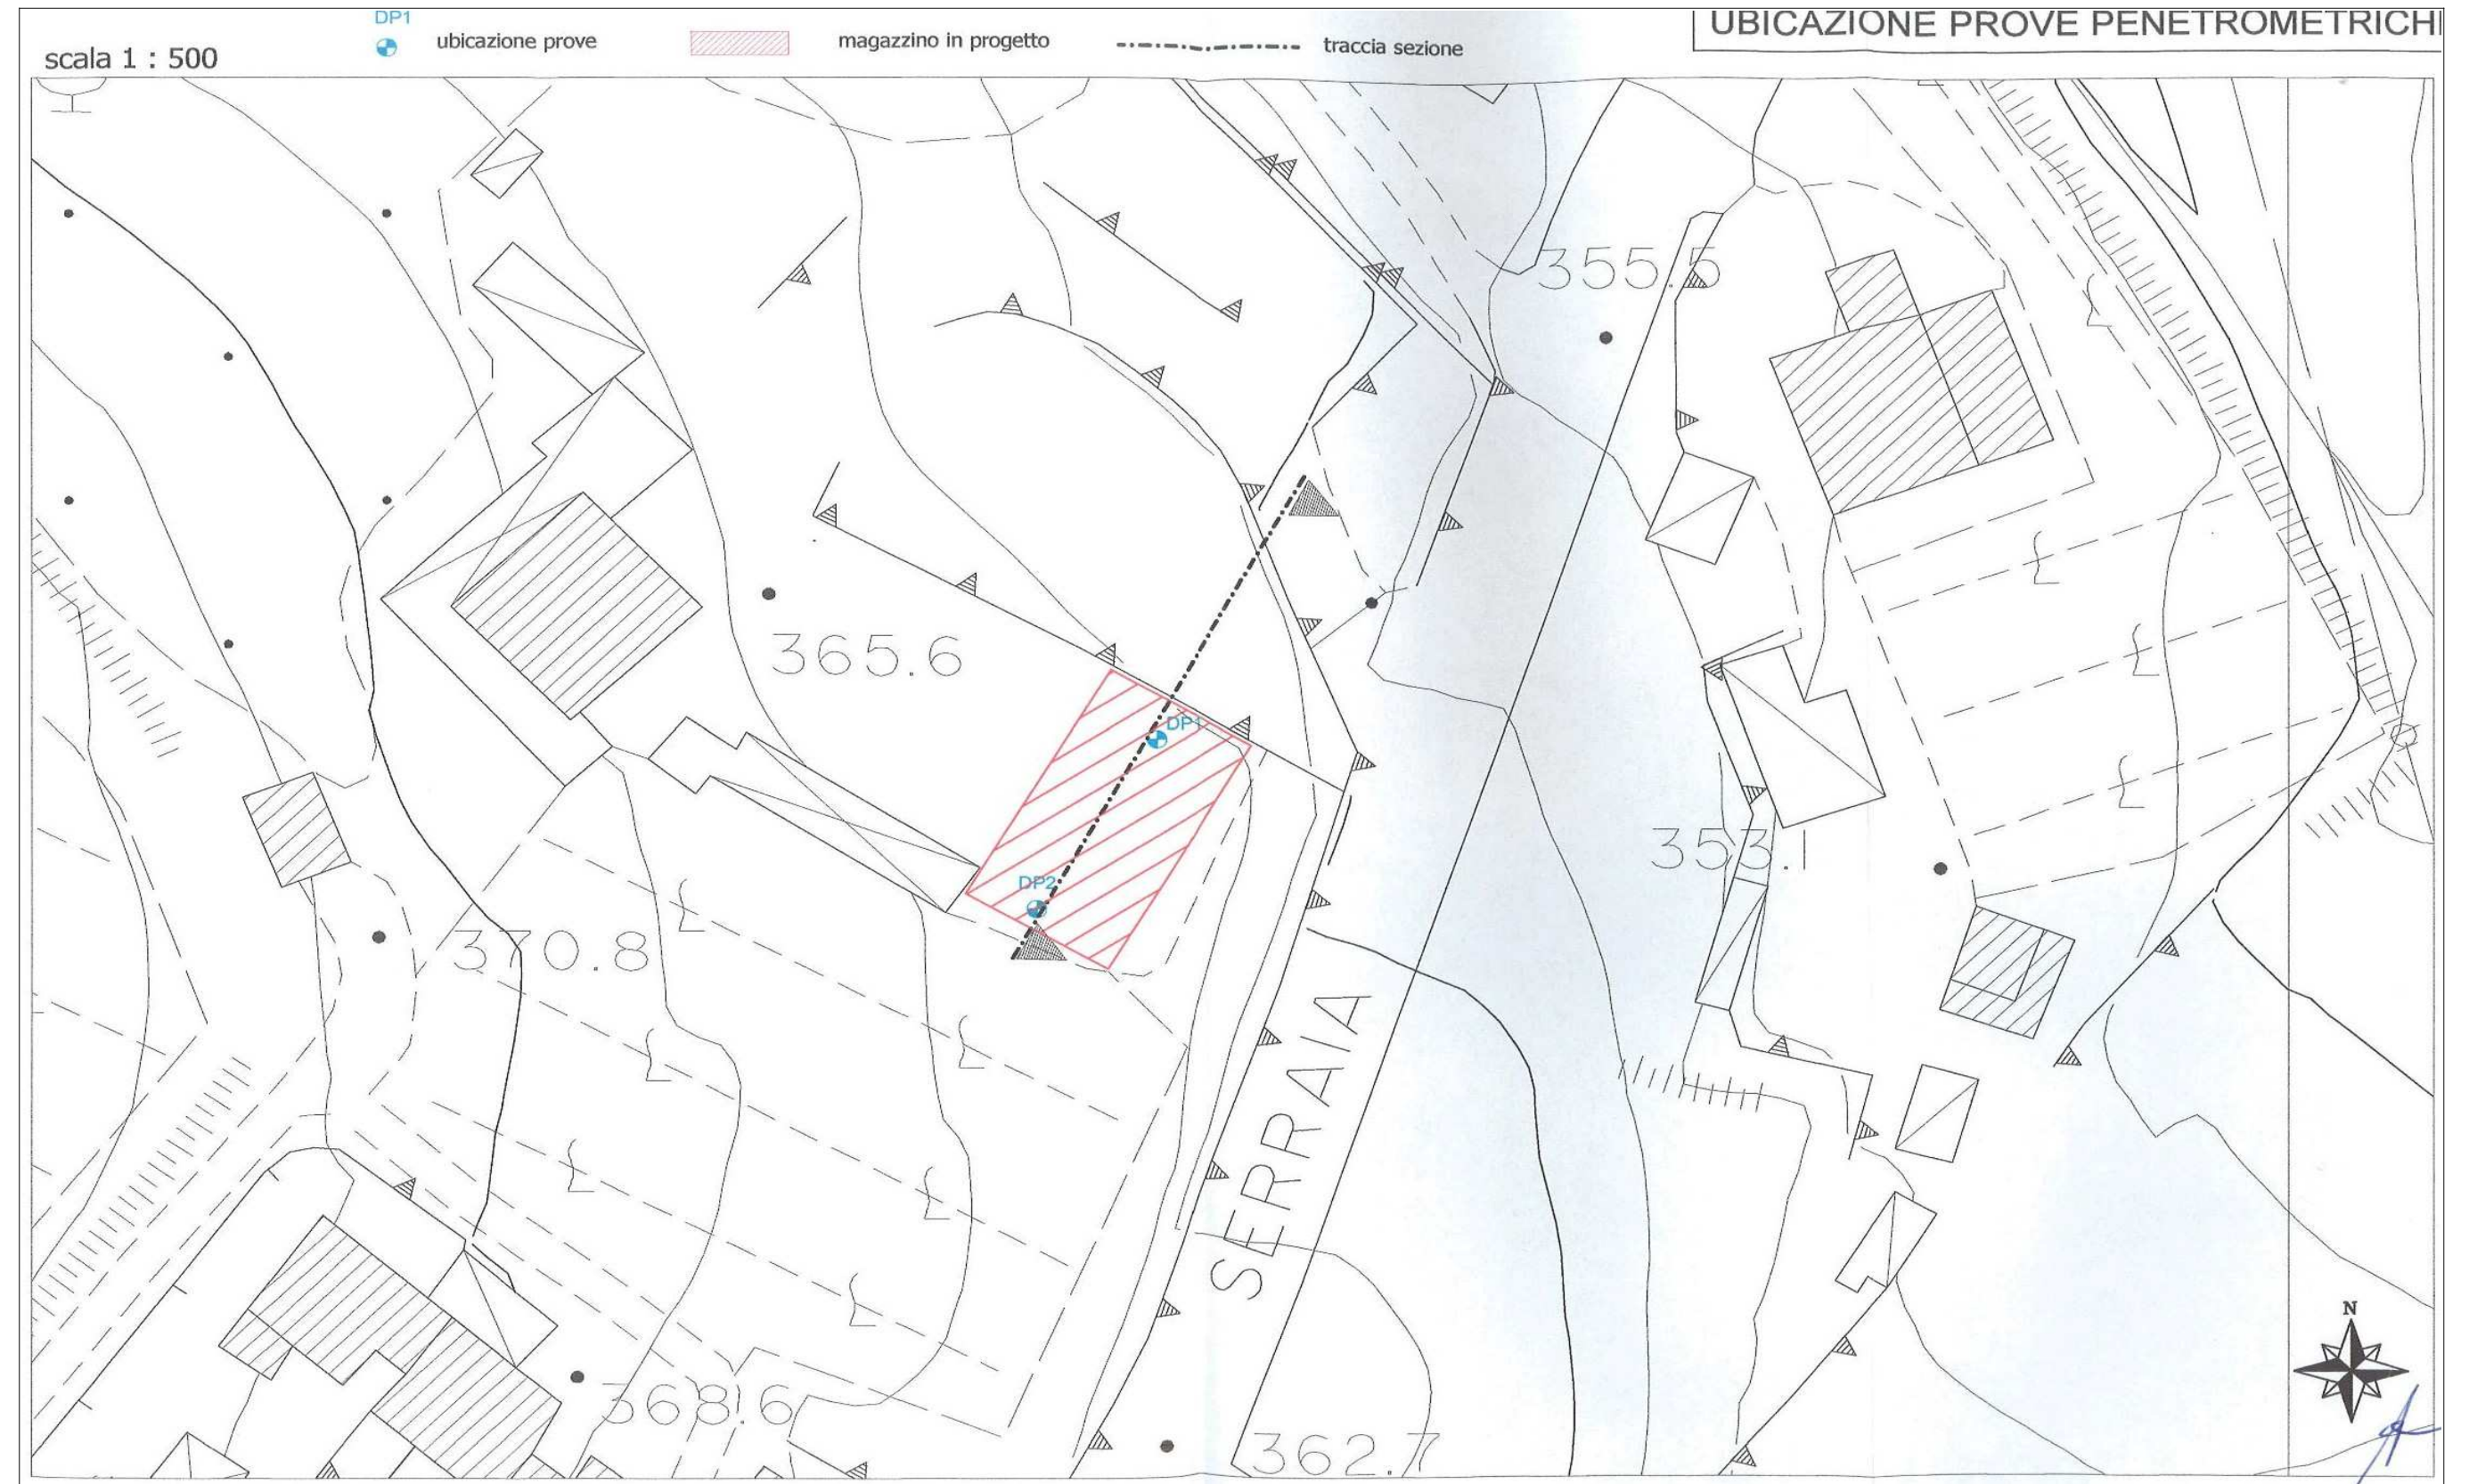 DP1
scala 1 : 500
ubicazione prove
magazzino in progetto
traccia sezione
UBICAZIONE PROVE PENETROMETRICH
355.5
365.6
DP1
353.1
DP2
370.8
SERRAIA
N
368.6
362.7